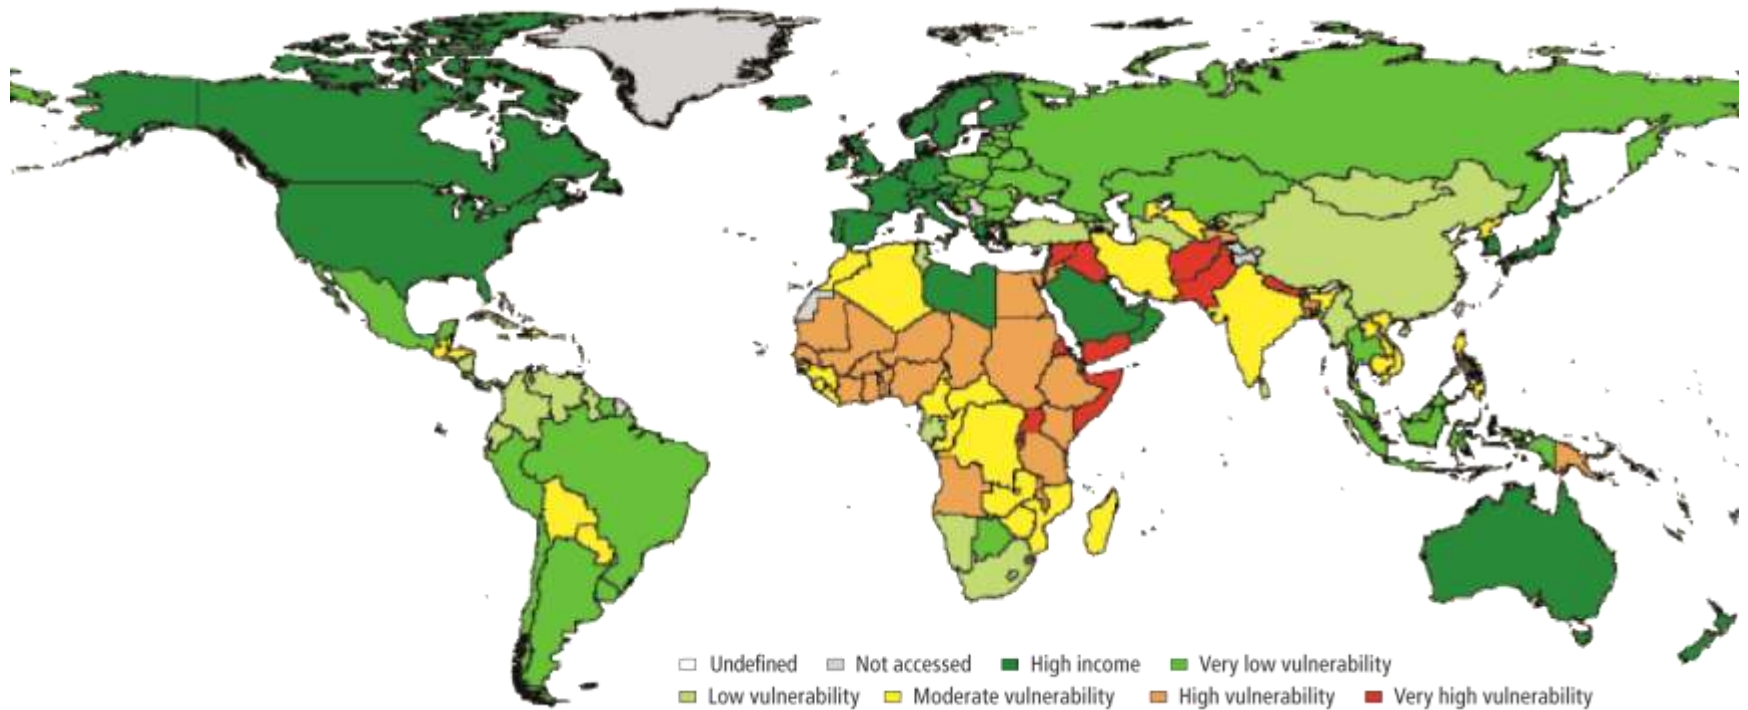 Undefined Not accessed High income Very low vulnerability
Low vulnerability Moderate vulnerability High vulnerability Very high vulnerability